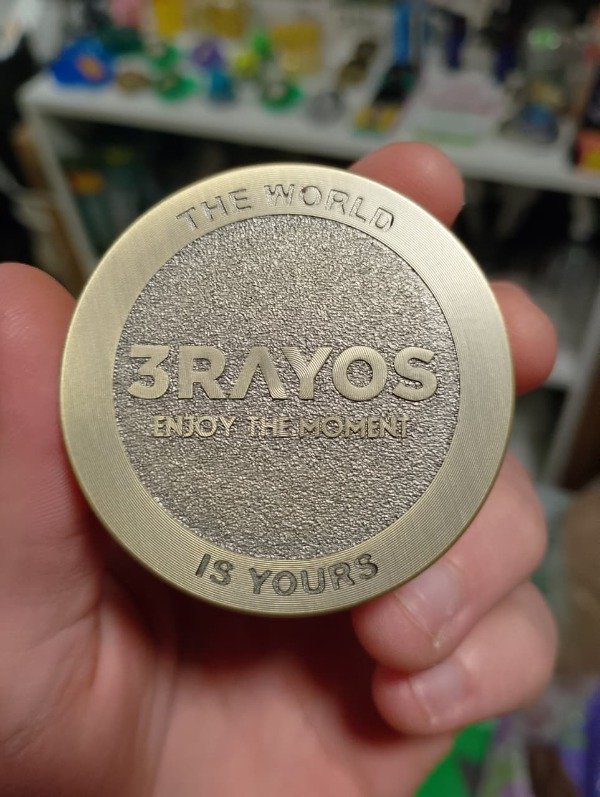 THE WORLD
3RAYOS
ENJOY THE MOMENT
IS YOURS